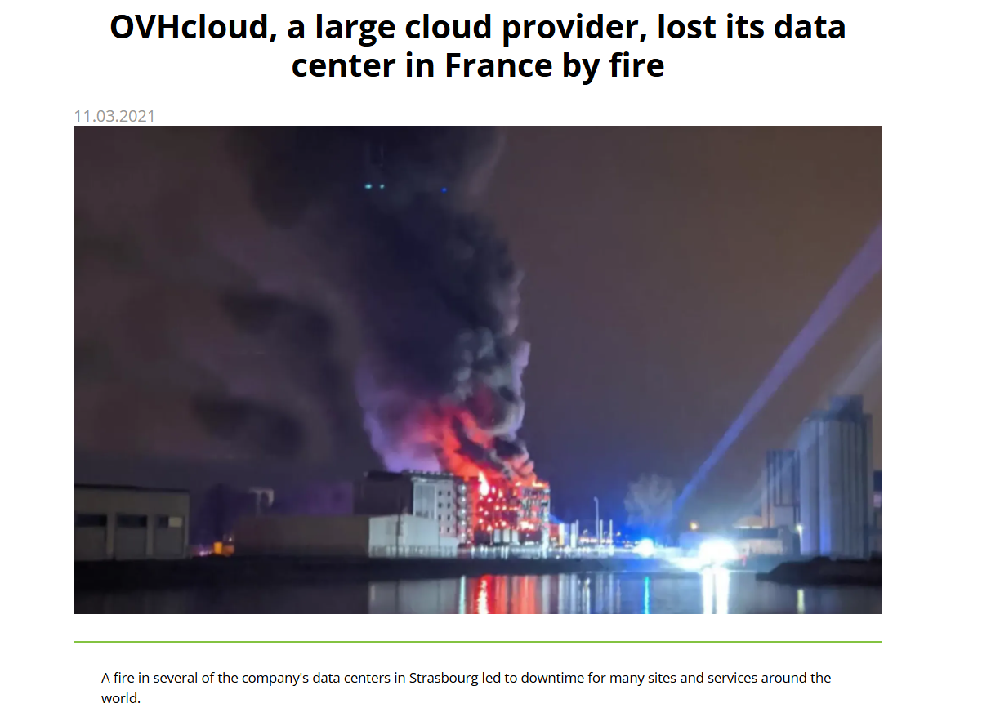 OVHcloud, a large cloud provider, lost its data
center in France by fire
11.03.2021
A fire in several of the company's data centers in Strasbourg led to downtime for many sites and services around the
world.